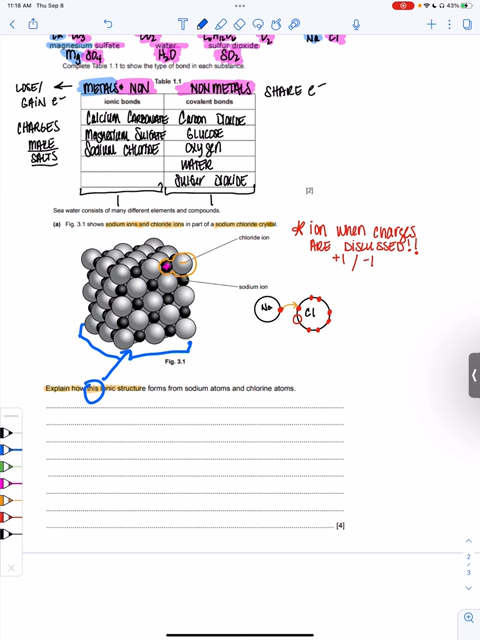 11:18 AM Thu Sep 8
43%
magnesium sulfate water sulfur dioxide
Mg SO4 H2O SO2 Na Cl
Complete Table 1.1 to show the type of bond in each substance.
Table 1.1
LOSE/
GAIN e-
CHARGES
MAKE
SALTS
METALS + NON NONMETALS
SHARE e-
ionic bonds covalent bonds
CALCIUM CARBONATE CARBON DIOXIDE
MAGNESIUM SULFATE GLUCOSE
SODIUM CHLORIDE OXYGEN
WATER
SULFUR DIOXIDE
[2]
Sea water consists of many different elements and compounds.
(a) Fig. 3.1 shows sodium ions and chloride ions in part of a sodium chloride crystal.
chloride ion
sodium ion
* ion when charges
ARE DISCUSSED!!
+1 / -1
Na Cl
Fig. 3.1
Explain how this ionic structure forms from sodium atoms and chlorine atoms.
[4]
2
/
3